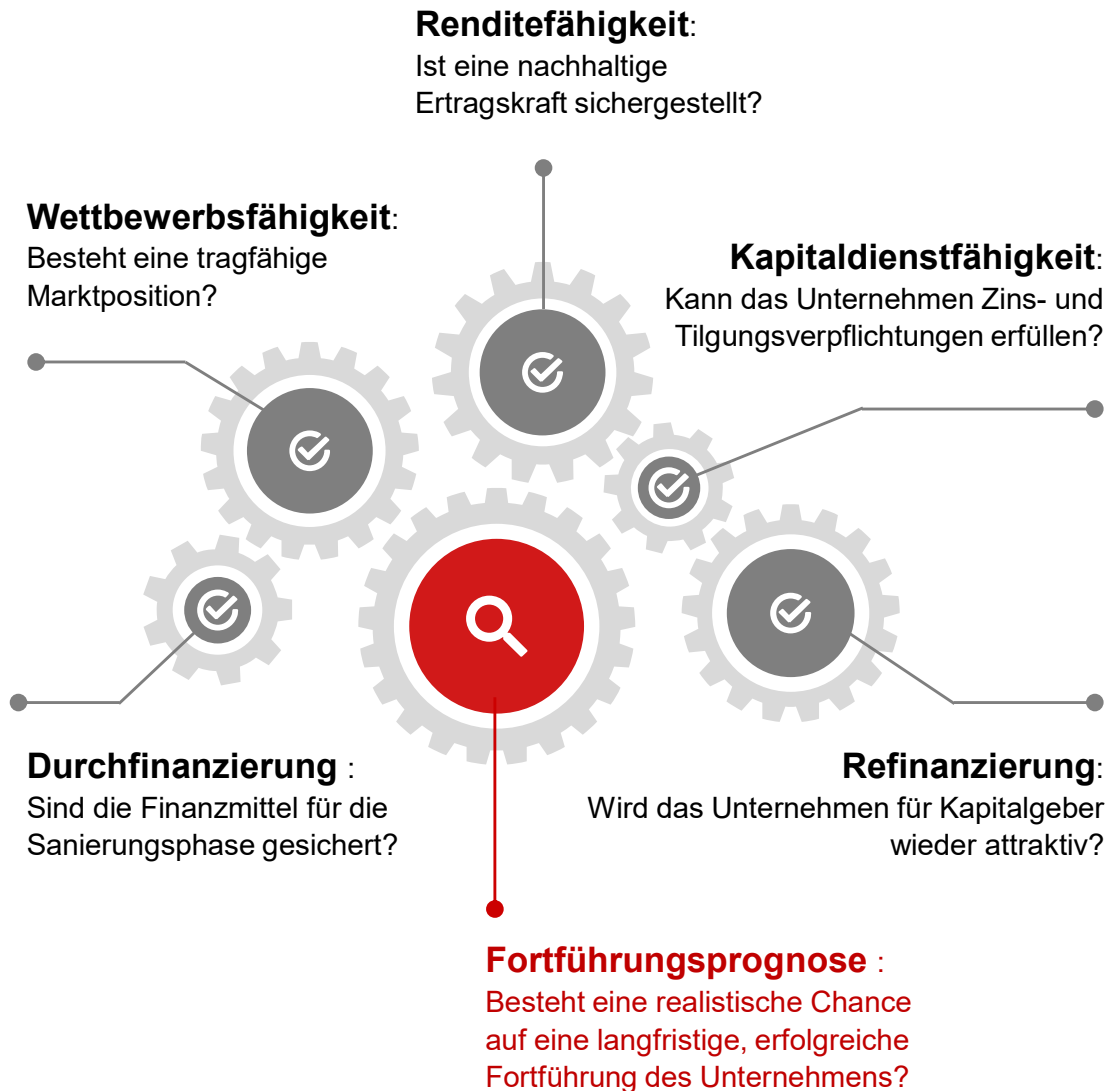 Renditefähigkeit:
Ist eine nachhaltige
Ertragskraft sichergestellt?
Wettbewerbsfähigkeit:
Besteht eine tragfähige
Marktposition?
Kapitaldienstfähigkeit:
Kann das Unternehmen Zins- und
Tilgungsverpflichtungen erfüllen?
Durchfinanzierung :
Sind die Finanzmittel für die
Sanierungsphase gesichert?
Refinanzierung:
Wird das Unternehmen für Kapitalgeber
wieder attraktiv?
Fortführungsprognose :
Besteht eine realistische Chance
auf eine langfristige, erfolgreiche
Fortführung des Unternehmens?